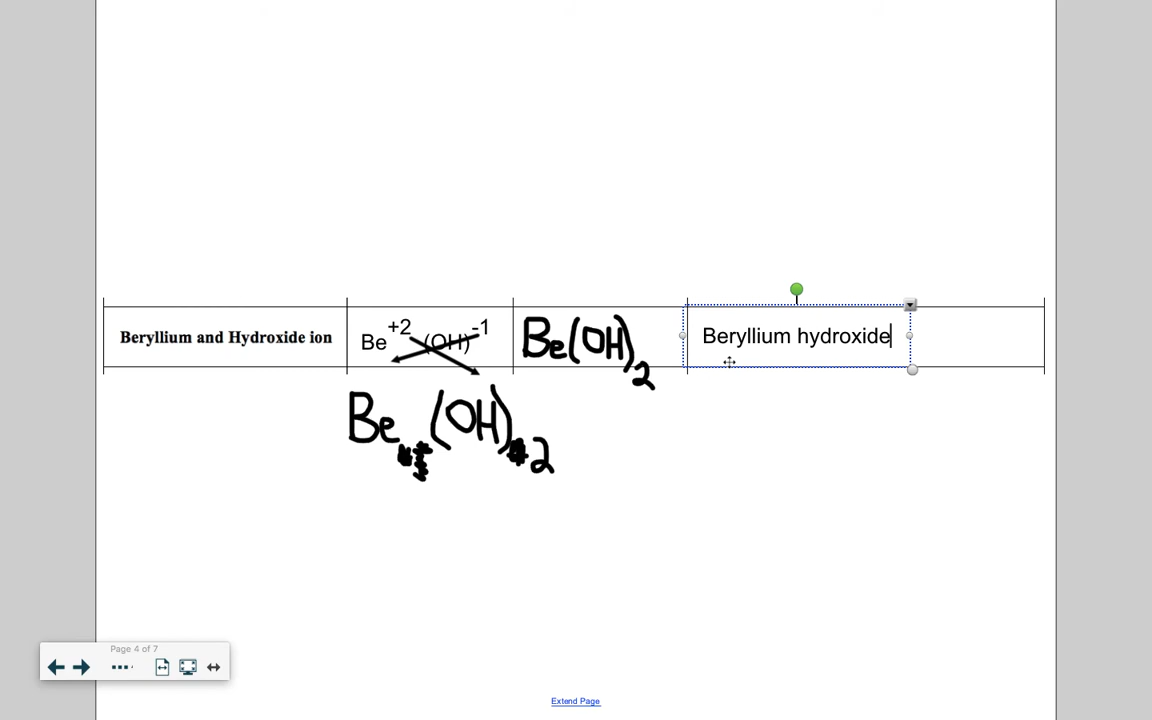 Beryllium and Hydroxide ion
Be+2 (OH)-1
Be(OH)2
Beryllium hydroxide
Be (OH) 2
Page 4 of 7
Extend Page